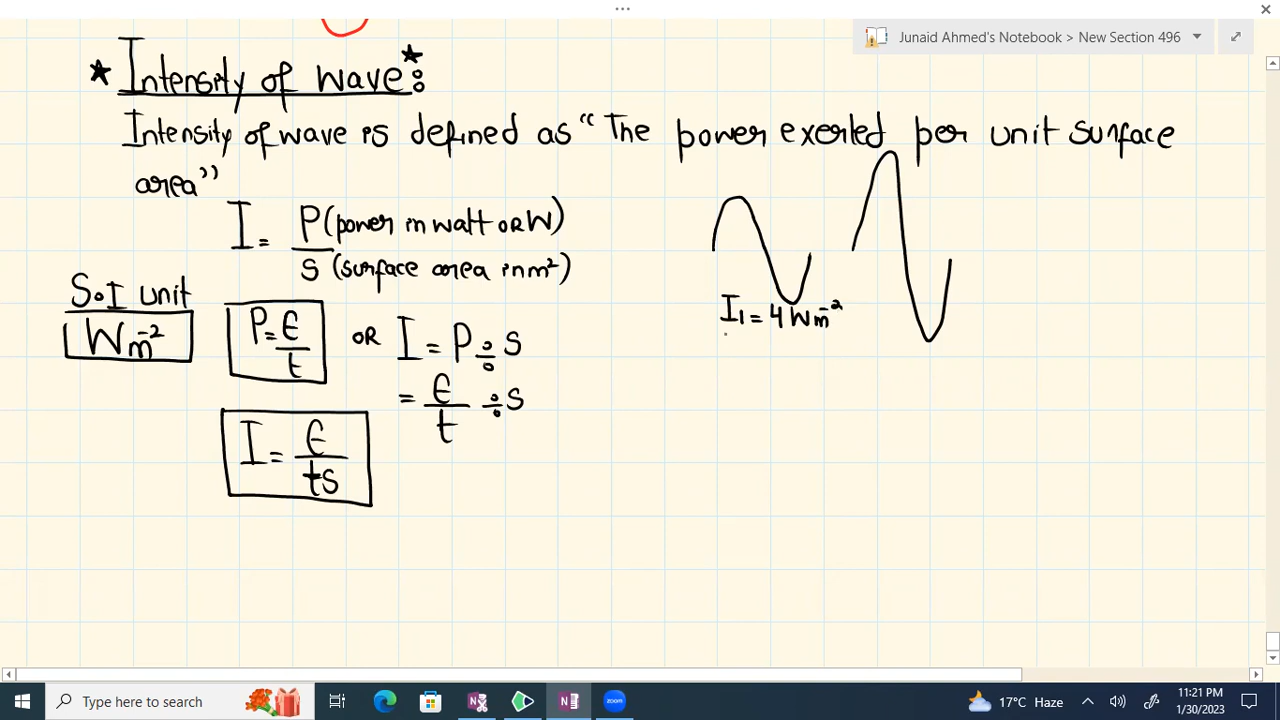 Junaid Ahmed's Notebook > New Section 496
* Intensity of wave*:
Intensity of wave is defined as "The power exerted per unit surface
area"
I = P (power in watt OR W)
S (surface area in m²)
S.I unit
Wm⁻²
P = E
t
OR I = P ÷ S
= E ÷ S
t
I = E
ts
I₁ = 4 Wm⁻²
Type here to search
zoom
17°C Haze
11:21 PM
1/30/2023